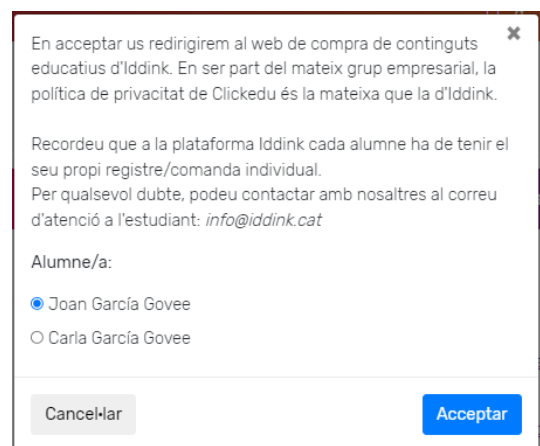 En acceptar us redirigirem al web de compra de continguts
educatius d'Iddink. En ser part del mateix grup empresarial, la
política de privacitat de Clickedu és la mateixa que la d'Iddink.
Recordeu que a la plataforma Iddink cada alumne ha de tenir el
seu propi registre/comanda individual.
Per qualsevol dubte, podeu contactar amb nosaltres al correu
d'atenció a l'estudiant: info@iddink.cat
Alumne/a:
Joan García Govee
Carla García Govee
Cancel·lar
Acceptar